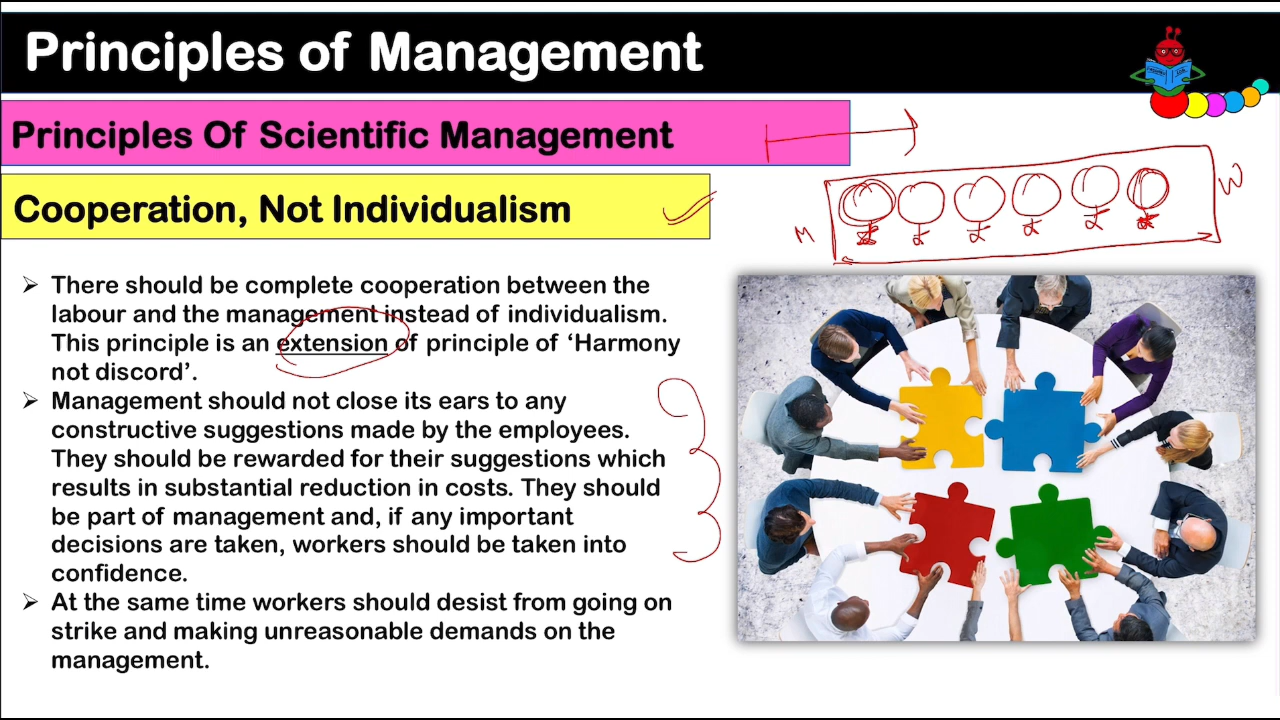 Principles of Management
Principles Of Scientific Management
Cooperation, Not Individualism
M
W
➢ There should be complete cooperation between the
labour and the management instead of individualism.
This principle is an extension of principle of ‘Harmony
not discord’.
➢ Management should not close its ears to any
constructive suggestions made by the employees.
They should be rewarded for their suggestions which
results in substantial reduction in costs. They should
be part of management and, if any important
decisions are taken, workers should be taken into
confidence.
➢ At the same time workers should desist from going on
strike and making unreasonable demands on the
management.